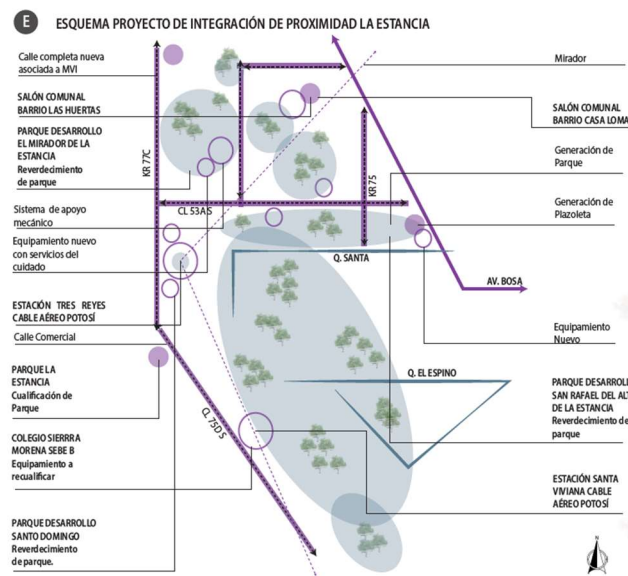 E
ESQUEMA PROYECTO DE INTEGRACIÓN DE PROXIMIDAD LA ESTANCIA
Calle completa nueva
asociada a MVI
SALÓN COMUNAL
BARRIO LAS HUERTAS
PARQUE DESARROLLO
EL MIRADOR DE LA
ESTANCIA
Reverdecimiento
de parque
Sistema de apoyo
mecánico
Equipamiento nuevo
con servicios del
cuidado
ESTACIÓN TRES REYES
CABLE AÉREO POTOSÍ
Calle Comercial
PARQUE LA
ESTANCIA
Cualificación de
Parque
COLEGIO SIERRRA
MORENA SEBE B
Equipamiento a
recualificar
PARQUE DESARROLLO
SANTO DOMINGO
Reverdecimiento
de parque.
KR 77C
CL 53A S
KR 75
Q. SANTA
AV. BOSA
Q. EL ESPINO
CL 75D S
Mirador
SALÓN COMUNAL
BARRIO CASA LOMA
Generación de
Parque
Generación de
Plazoleta
Equipamiento
Nuevo
PARQUE DESARROLL
SAN RAFAEL DEL AL
DE LA ESTANCIA
Reverdecimiento de
parque
ESTACIÓN SANTA
VIVIANA CABLE
AÉREO POTOSÍ
N